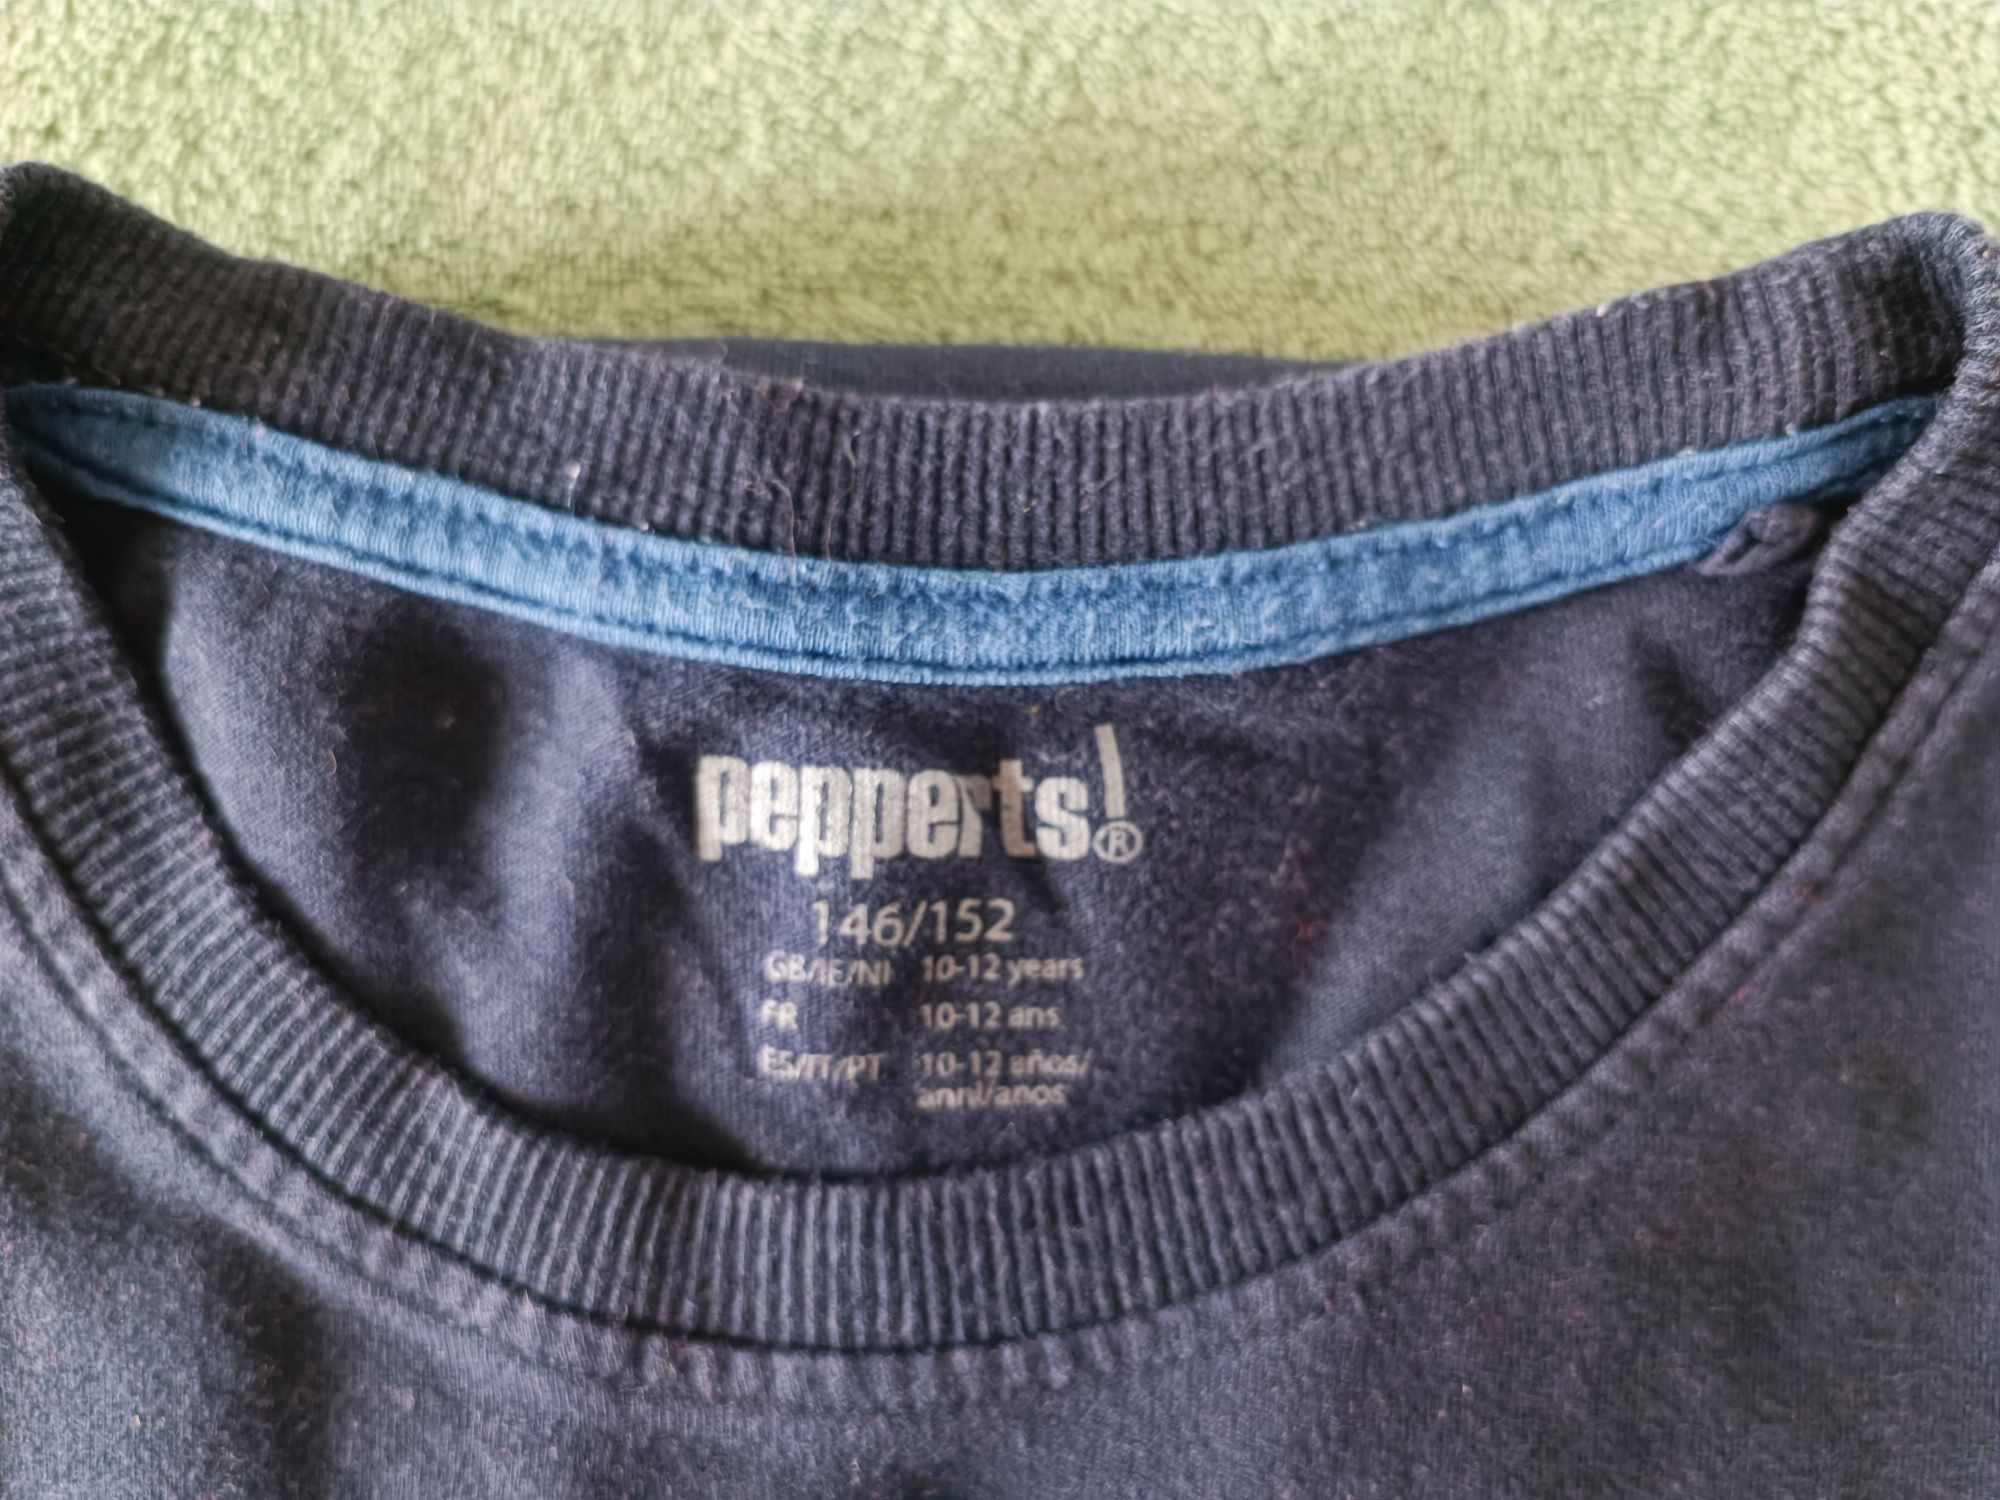 pepperts!®
146/152
GB/IE/NI 10-12 years
FR 10-12 ans
ES/IT/PT 10-12 años/
anni/anos